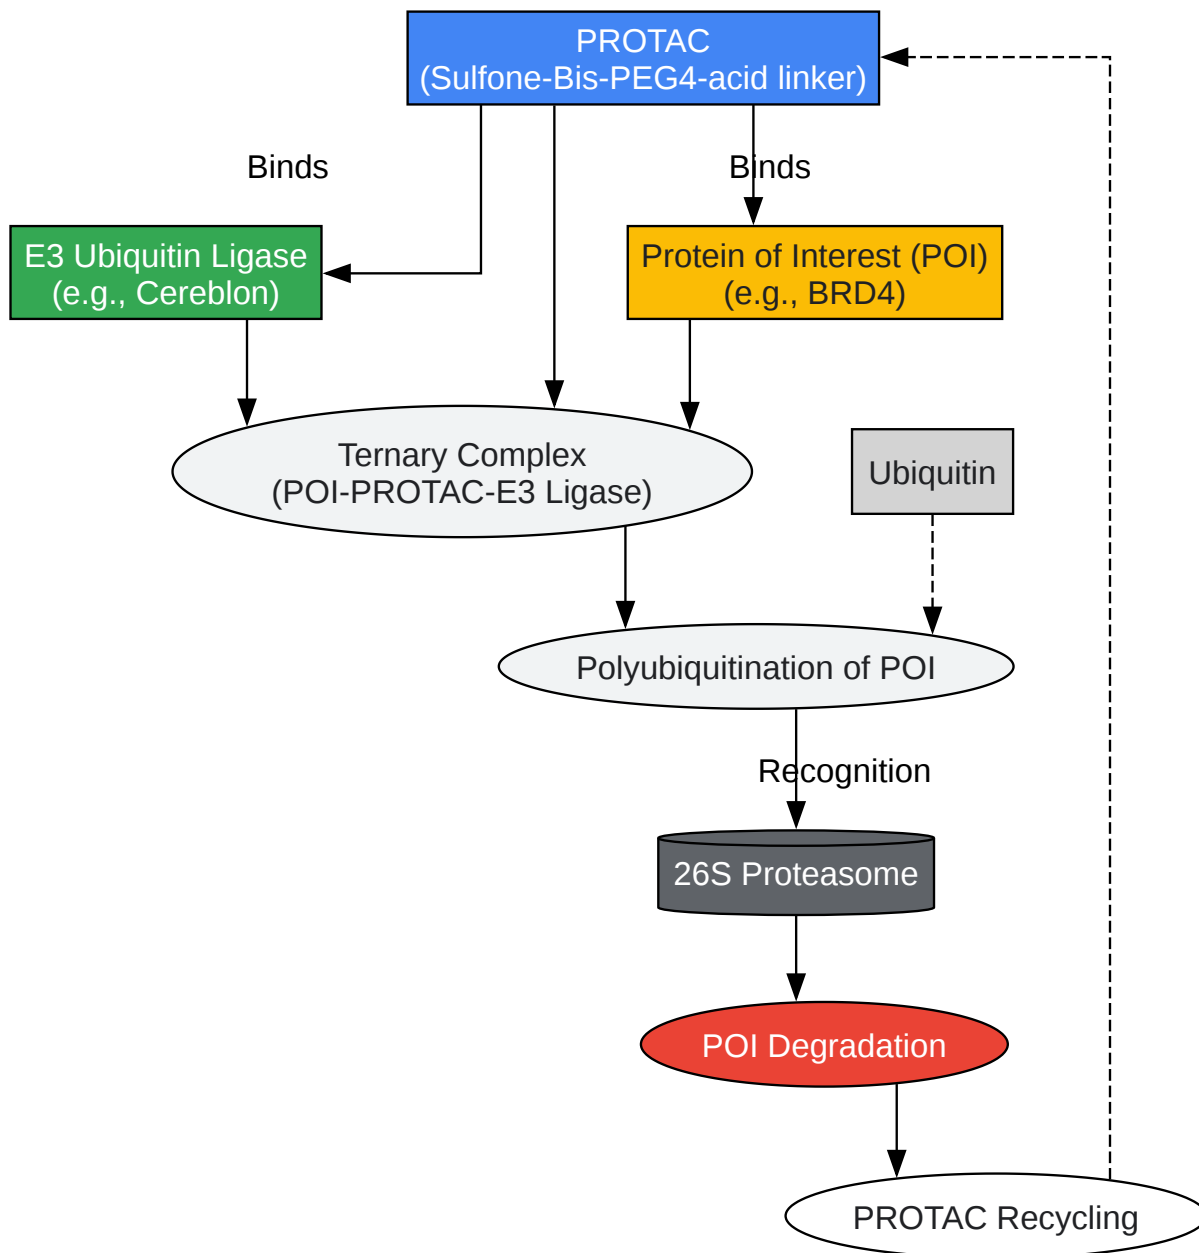 PROTAC
(Sulfone-Bis-PEG4-acid linker)
Binds
Binds
E3 Ubiquitin Ligase
(e.g., Cereblon)
Protein of Interest (POI)
(e.g., BRD4)
Ternary Complex
(POI-PROTAC-E3 Ligase)
Ubiquitin
Polyubiquitination of POI
Recognition
26S Proteasome
POI Degradation
PROTAC Recycling